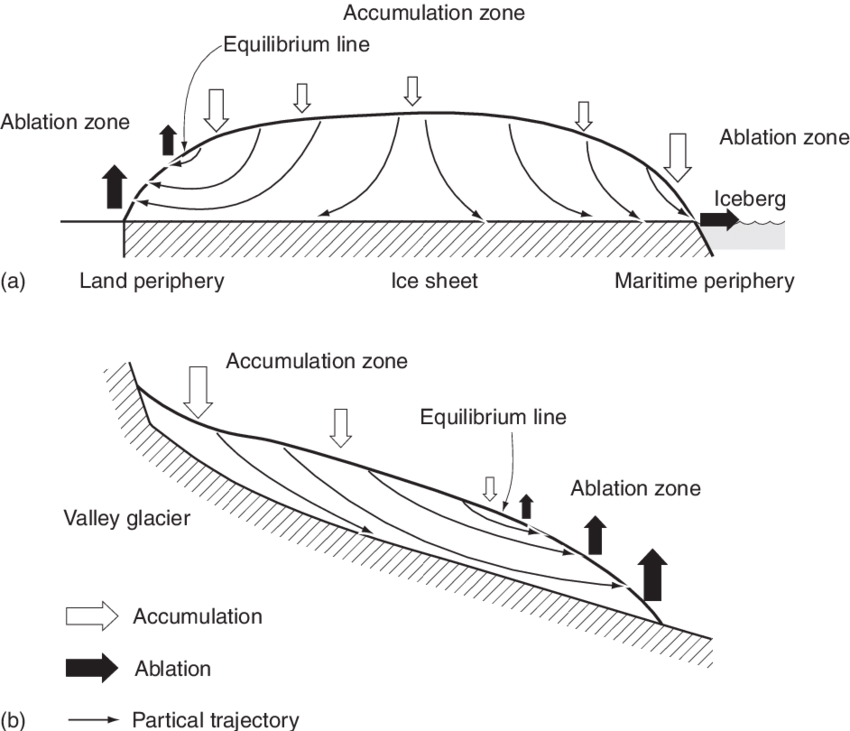 Accumulation zone
(a)
Equilibrium line
Ablation zone
Ablation zone
Iceberg
Land periphery
Ice sheet
Maritime periphery
Accumulation zone
Equilibrium line
Ablation zone
Valley glacier
Accumulation
Ablation
(b)
Partical trajectory